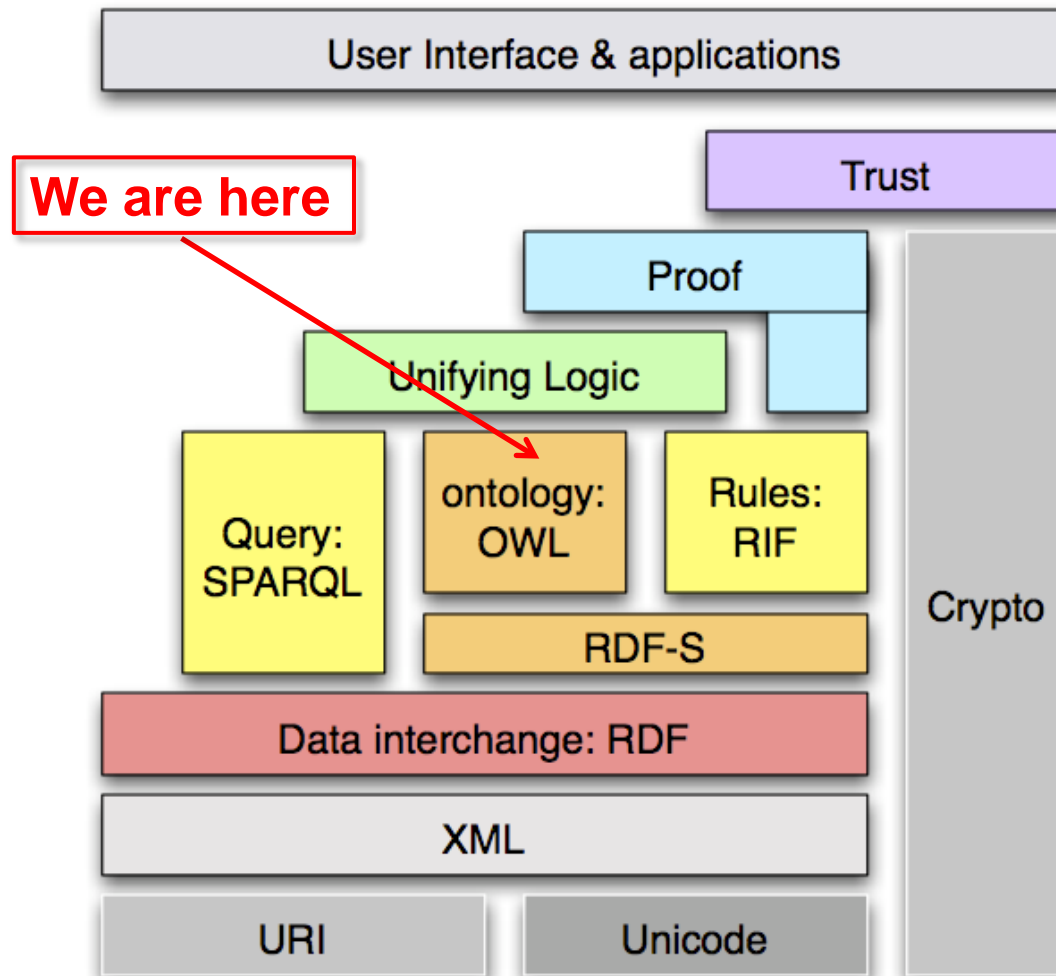 User Interface & applications
Trust
We are here
Proof
Unifying Logic
ontology:
OWL
Rules:
RIF
Query:
SPARQL
Crypto
RDF-S
Data interchange: RDF
XML
URI
Unicode